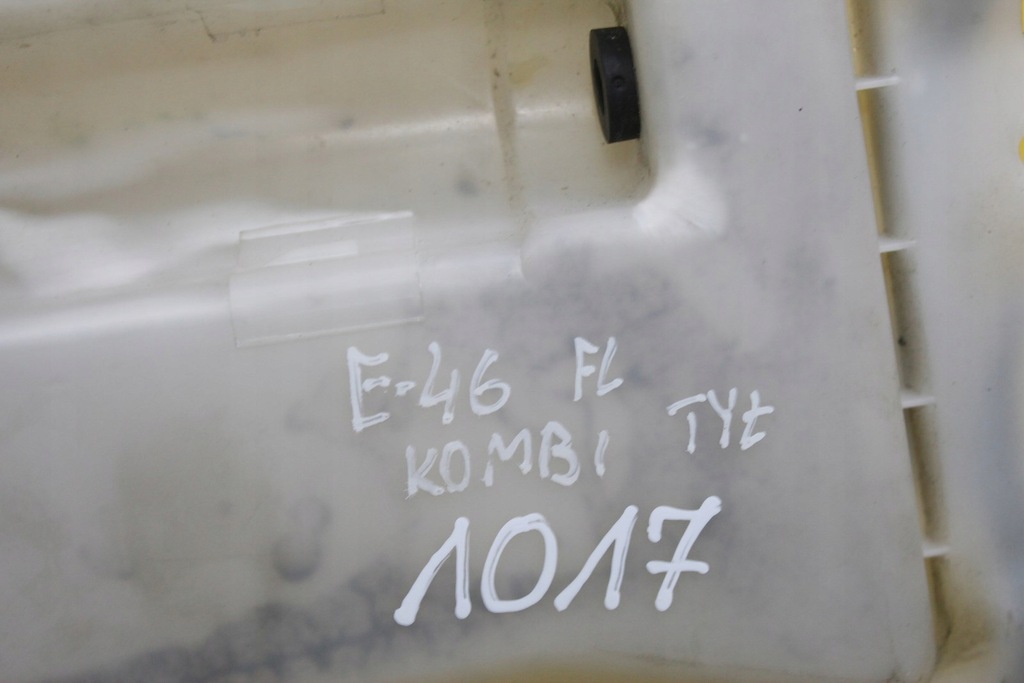 E-46 FL
KOMBI TYŁ
1017